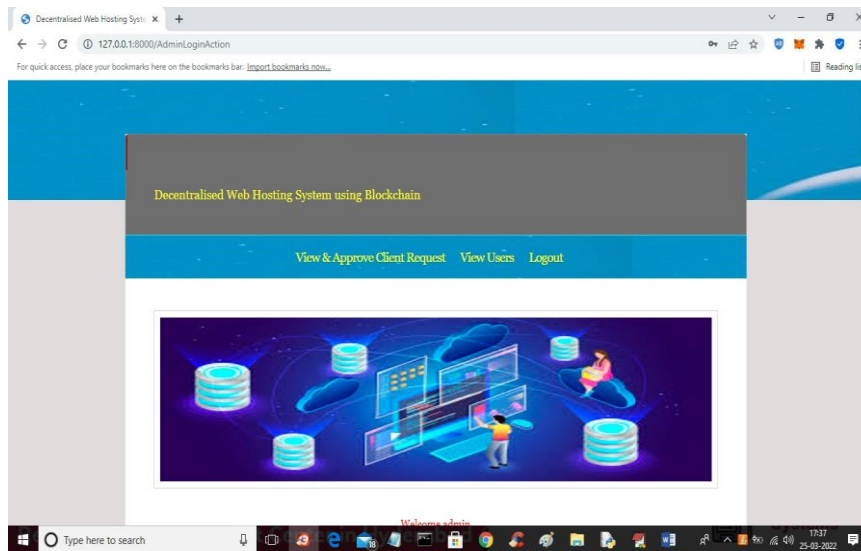 Decentralised Web Hosting Syste
127.0.0.1:8000/AdminLoginAction
For quick access, place your bookmarks here on the bookmarks bar. Import bookmarks now...
Reading lis
Decentralised Web Hosting System using Blockchain
View & Approve Client Request View Users Logout
Welcome admin
Type here to search
17:37
25-03-2022